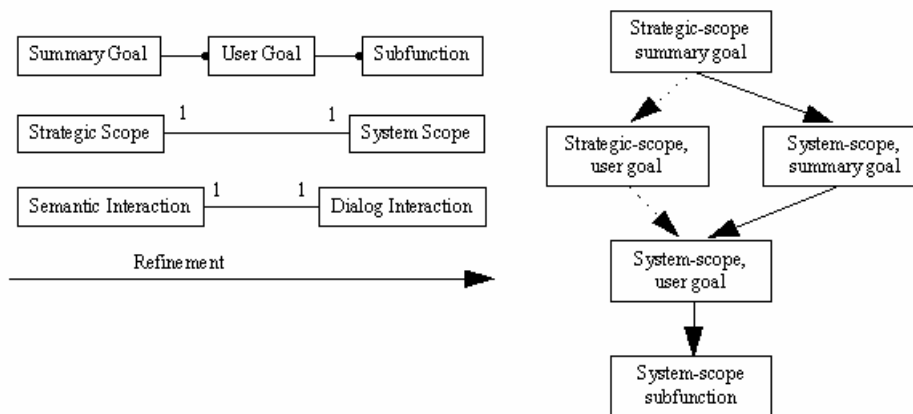 Summary Goal
User Goal
Subfunction
1
1
Strategic Scope
System Scope
1
1
Semantic Interaction
Dialog Interaction
Refinement
Strategic-scope
summary goal
Strategic-scope,
user goal
System-scope,
summary goal
System-scope,
user goal
System-scope
subfunction